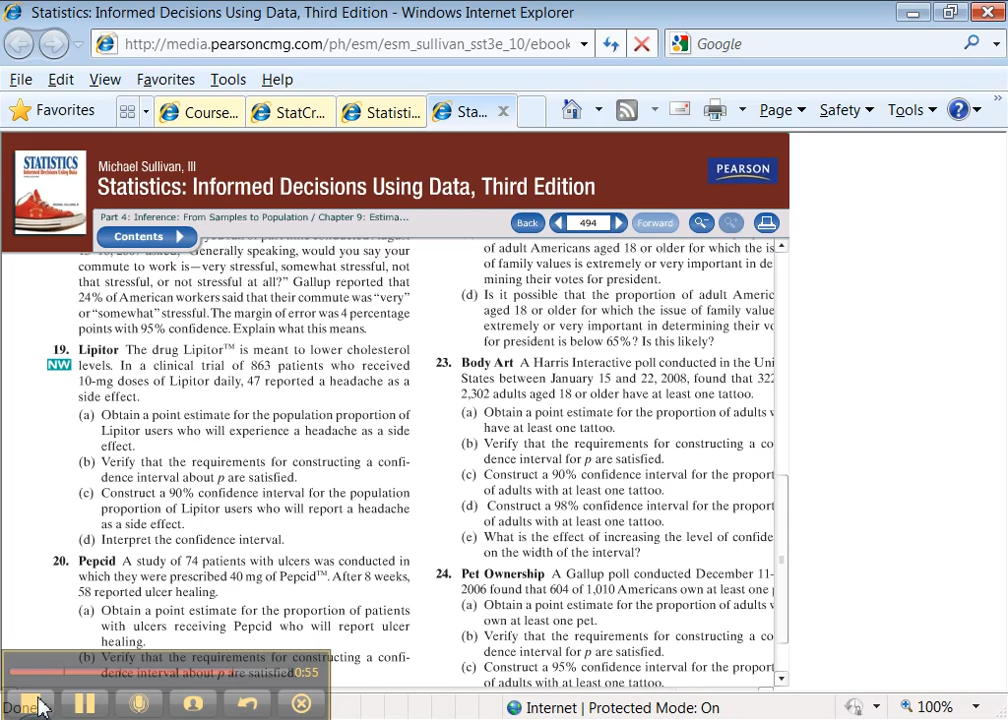 Statistics: Informed Decisions Using Data, Third Edition - Windows Internet Explorer
http://media.pearsoncmg.com/ph/esm/esm_sullivan_sst3e_10/ebook
Google
File Edit View Favorites Tools Help
Favorites
Course...
StatCr...
Statisti...
Sta...
Page
Safety
Tools
»
STATISTICS
Michael Sullivan, III
Statistics: Informed Decisions Using Data, Third Edition
PEARSON
Part 4: Inference: From Samples to Population / Chapter 9: Estima...
Contents
Back
494
Forward
Generally speaking, would you say your
commute to work is—very stressful, somewhat stressful, not
that stressful, or not stressful at all?" Gallup reported that
24% of American workers said that their commute was "very"
or "somewhat" stressful. The margin of error was 4 percentage
points with 95% confidence. Explain what this means.
19. Lipitor The drug Lipitor™ is meant to lower cholesterol
NW levels. In a clinical trial of 863 patients who received
10-mg doses of Lipitor daily, 47 reported a headache as a
side effect.
(a) Obtain a point estimate for the population proportion of
Lipitor users who will experience a headache as a side
effect.
(b) Verify that the requirements for constructing a confi-
dence interval about p are satisfied.
(c) Construct a 90% confidence interval for the population
proportion of Lipitor users who will report a headache
as a side effect.
(d) Interpret the confidence interval.
20. Pepcid A study of 74 patients with ulcers was conducted in
which they were prescribed 40 mg of Pepcid™. After 8 weeks,
58 reported ulcer healing.
(a) Obtain a point estimate for the proportion of patients
with ulcers receiving Pepcid who will report ulcer
healing.
(b) Verify that the requirements for constructing a confi-
dence interval about p are satisfied.
of adult Americans aged 18 or older for which the is
of family values is extremely or very important in de
mining their votes for president.
(d) Is it possible that the proportion of adult Americ
aged 18 or older for which the issue of family value
extremely or very important in determining their vo
for president is below 65%? Is this likely?
23. Body Art A Harris Interactive poll conducted in the Uni
States between January 15 and 22, 2008, found that 322
2,302 adults aged 18 or older have at least one tattoo.
(a) Obtain a point estimate for the proportion of adults w
have at least one tattoo.
(b) Verify that the requirements for constructing a co
dence interval for p are satisfied.
(c) Construct a 90% confidence interval for the proport
of adults with at least one tattoo.
(d) Construct a 98% confidence interval for the proport
of adults with at least one tattoo.
(e) What is the effect of increasing the level of confide
on the width of the interval?
24. Pet Ownership A Gallup poll conducted December 11-
2006 found that 604 of 1,010 Americans own at least one p
(a) Obtain a point estimate for the proportion of adults w
own at least one pet.
(b) Verify that the requirements for constructing a co
dence interval for p are satisfied.
(c) Construct a 95% confidence interval for the proport
0:55
Done
Internet | Protected Mode: On
100%